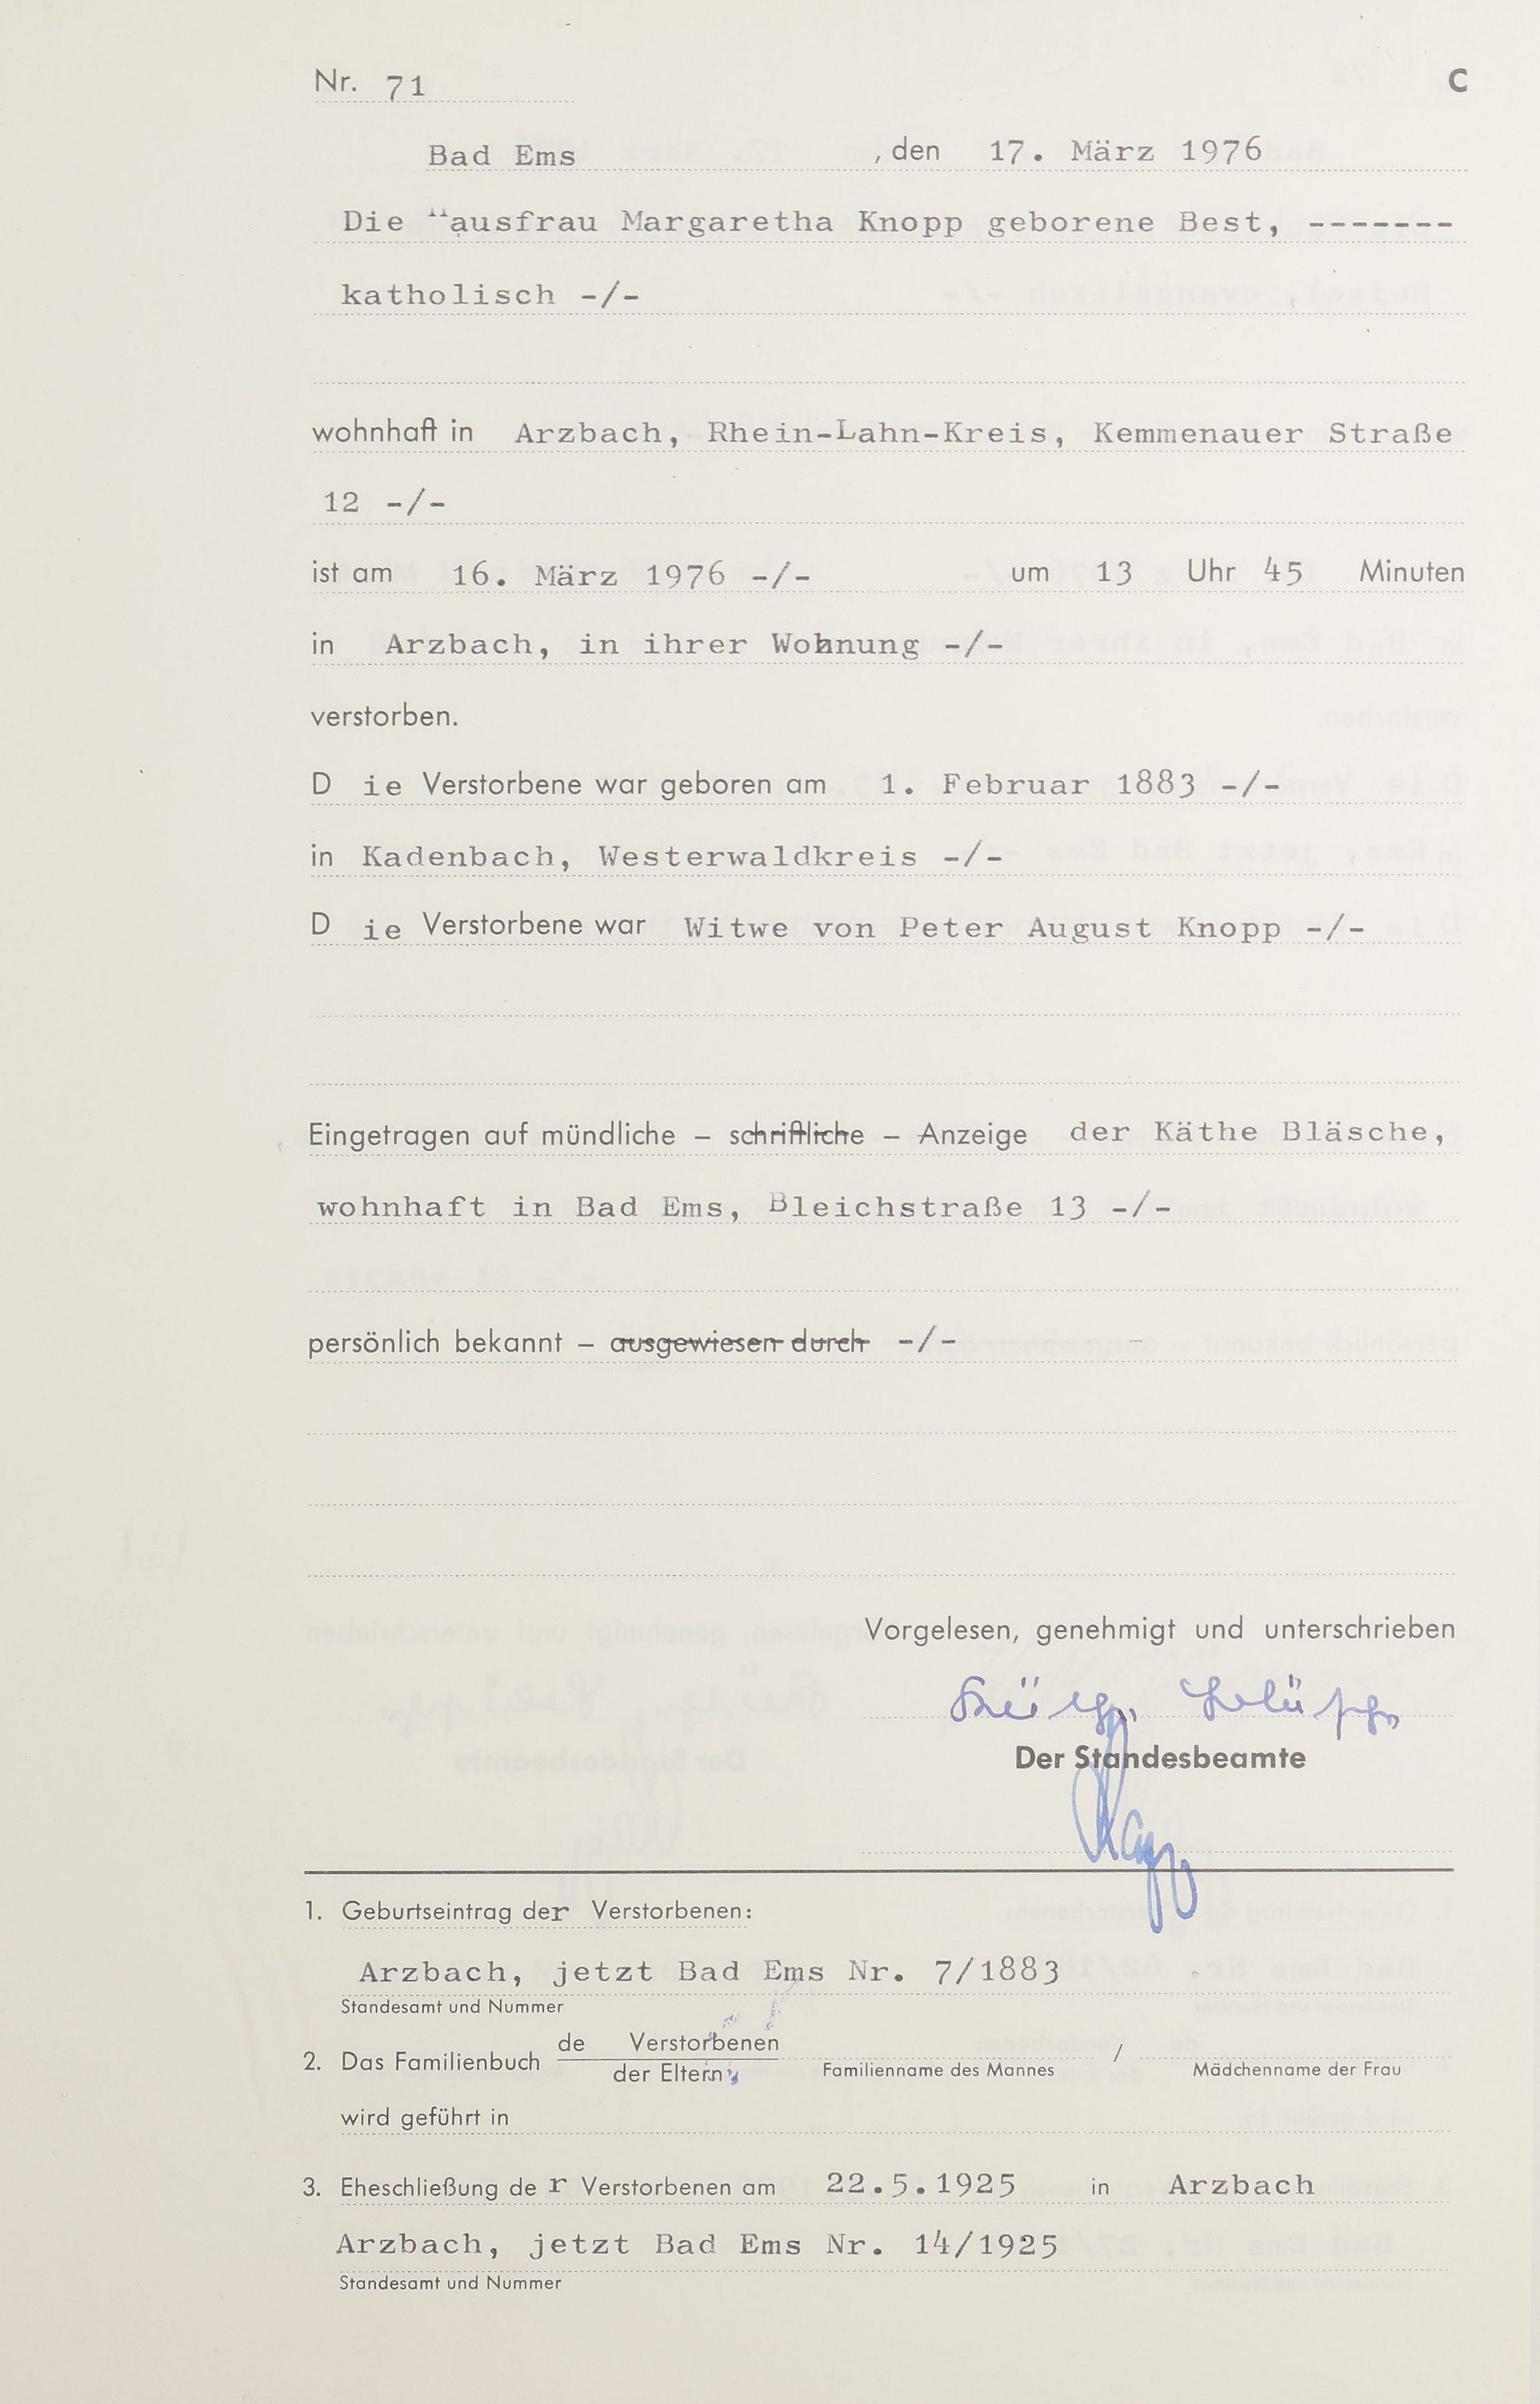 Nr. 71 C
Bad Ems , den 17. März 1976
Die Hausfrau Margaretha Knopp geborene Best, -------
katholisch -/-
wohnhaft in Arzbach, Rhein-Lahn-Kreis, Kemmenauer Straße
12 -/-
ist am 16. März 1976 -/- um 13 Uhr 45 Minuten
in Arzbach, in ihrer Wohnung -/-
verstorben.
D ie Verstorbene war geboren am 1. Februar 1883 -/-
in Kadenbach, Westerwaldkreis -/-
D ie Verstorbene war Witwe von Peter August Knopp -/-
Eingetragen auf mündliche – schriftliche – Anzeige der Käthe Bläsche,
wohnhaft in Bad Ems, Bleichstraße 13 -/-
persönlich bekannt – ausgewiesen durch -/-
Vorgelesen, genehmigt und unterschrieben
Der Standesbeamte
1. Geburtseintrag der Verstorbenen:
Arzbach, jetzt Bad Ems Nr. 7/1883
Standesamt und Nummer
2. Das Familienbuch de Verstorbenen
der Eltern Familienname des Mannes / Mädchenname der Frau
wird geführt in
3. Eheschließung de r Verstorbenen am 22.5.1925 in Arzbach
Arzbach, jetzt Bad Ems Nr. 14/1925
Standesamt und Nummer